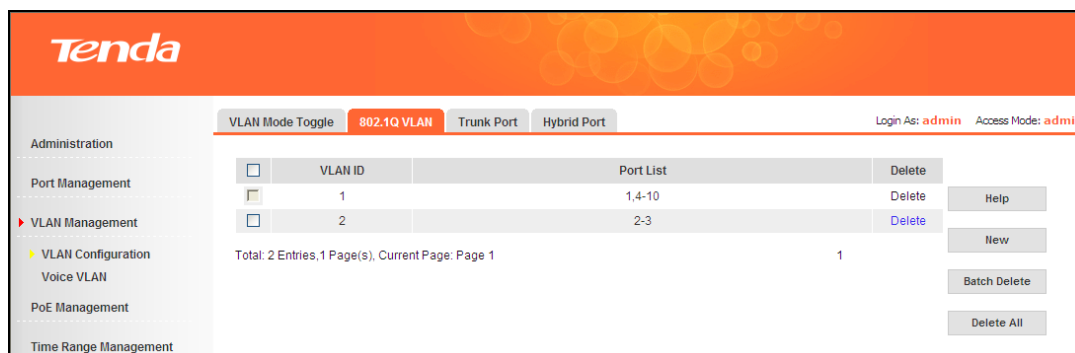 Tenda
VLAN Mode Toggle 802.1Q VLAN Trunk Port Hybrid Port Login As: admin Access Mode: admi
Administration
Port Management
VLAN Management
VLAN Configuration
Voice VLAN
PoE Management
Time Range Management
VLAN ID Port List Delete
1 1,4-10 Delete
2 2-3 Delete
Total: 2 Entries,1 Page(s), Current Page: Page 1 1
Help
New
Batch Delete
Delete All